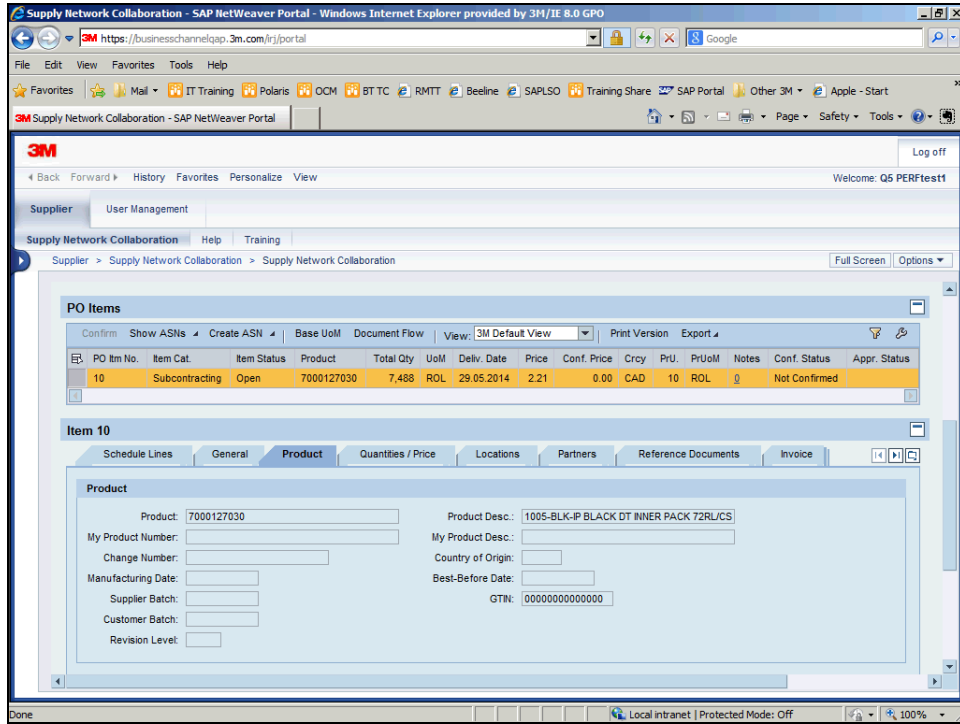 Supply Network Collaboration - SAP NetWeaver Portal - Windows Internet Explorer provided by 3M/IE 8.0 GPO
3M https://businesschannelqap.3m.com/irj/portal
Google
File Edit View Favorites Tools Help
Favorites Mail IT Training Polaris OCM BT TC RMTT Beeline SAPLSO Training Share SAP Portal Other 3M Apple - Start
3M Supply Network Collaboration - SAP NetWeaver Portal Page Safety Tools
3M Log off
Back Forward History Favorites Personalize View Welcome: Q5 PERFtest1
Supplier User Management
Supply Network Collaboration Help Training
Supplier > Supply Network Collaboration > Supply Network Collaboration Full Screen Options
PO Items
Confirm Show ASNs Create ASN Base UoM Document Flow View: 3M Default View Print Version Export
PO Itm No. Item Cat. Item Status Product Total Qty UoM Deliv. Date Price Conf. Price Crcy PrU. PrUoM Notes Conf. Status Appr. Status
10 Subcontracting Open 7000127030 7,488 ROL 29.05.2014 2.21 0.00 CAD 10 ROL 0 Not Confirmed
Item 10
Schedule Lines General Product Quantities / Price Locations Partners Reference Documents Invoice
Product
Product: 7000127030 Product Desc.: 1005-BLK-IP BLACK DT INNER PACK 72RL/CS
My Product Number: My Product Desc.:
Change Number: Country of Origin:
Manufacturing Date: Best-Before Date:
Supplier Batch: GTIN: 00000000000000
Customer Batch:
Revision Level:
Done Local intranet | Protected Mode: Off 100%